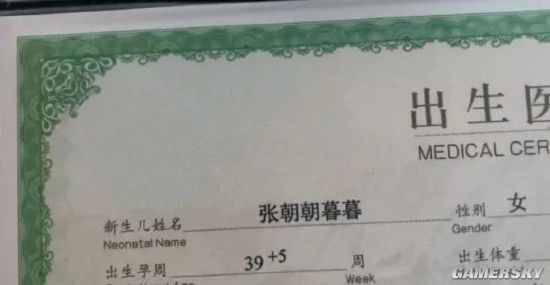 出生医
MEDICAL CER
新生儿姓名 张朝朝暮暮 性别 女
Neonatal Name Gender
出生孕周 39+5 周 出生体重
Week
GAMERSKY